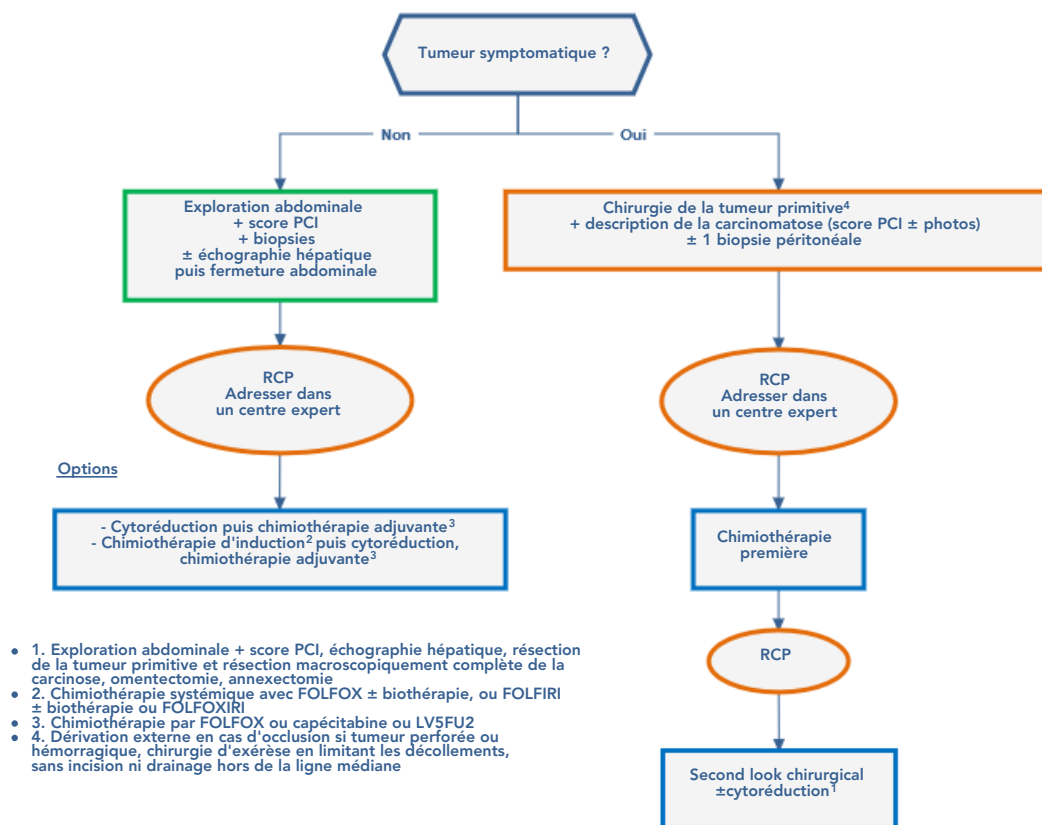 Tumeur symptomatique ?
Non
Oui
Exploration abdominale
+ score PCI
+ biopsies
± échographie hépatique
puis fermeture abdominale
Chirurgie de la tumeur primitive⁴
+ description de la carcinomatose (score PCI ± photos)
± 1 biopsie péritonéale
RCP
Adresser dans
un centre expert
RCP
Adresser dans
un centre expert
Options
- Cytoréduction puis chimiothérapie adjuvante³
- Chimiothérapie d'induction² puis cytoréduction,
chimiothérapie adjuvante³
Chimiothérapie
première
RCP
Second look chirurgical
±cytoréduction¹
• 1. Exploration abdominale + score PCI, échographie hépatique, résection
de la tumeur primitive et résection macroscopiquement complète de la
carcinose, omentectomie, annexectomie
• 2. Chimiothérapie systémique avec FOLFOX ± biothérapie, ou FOLFIRI
± biothérapie ou FOLFOXIRI
• 3. Chimiothérapie par FOLFOX ou capécitabine ou LV5FU2
• 4. Dérivation externe en cas d'occlusion si tumeur perforée ou
hémorragique, chirurgie d'exérèse en limitant les décollements,
sans incision ni drainage hors de la ligne médiane